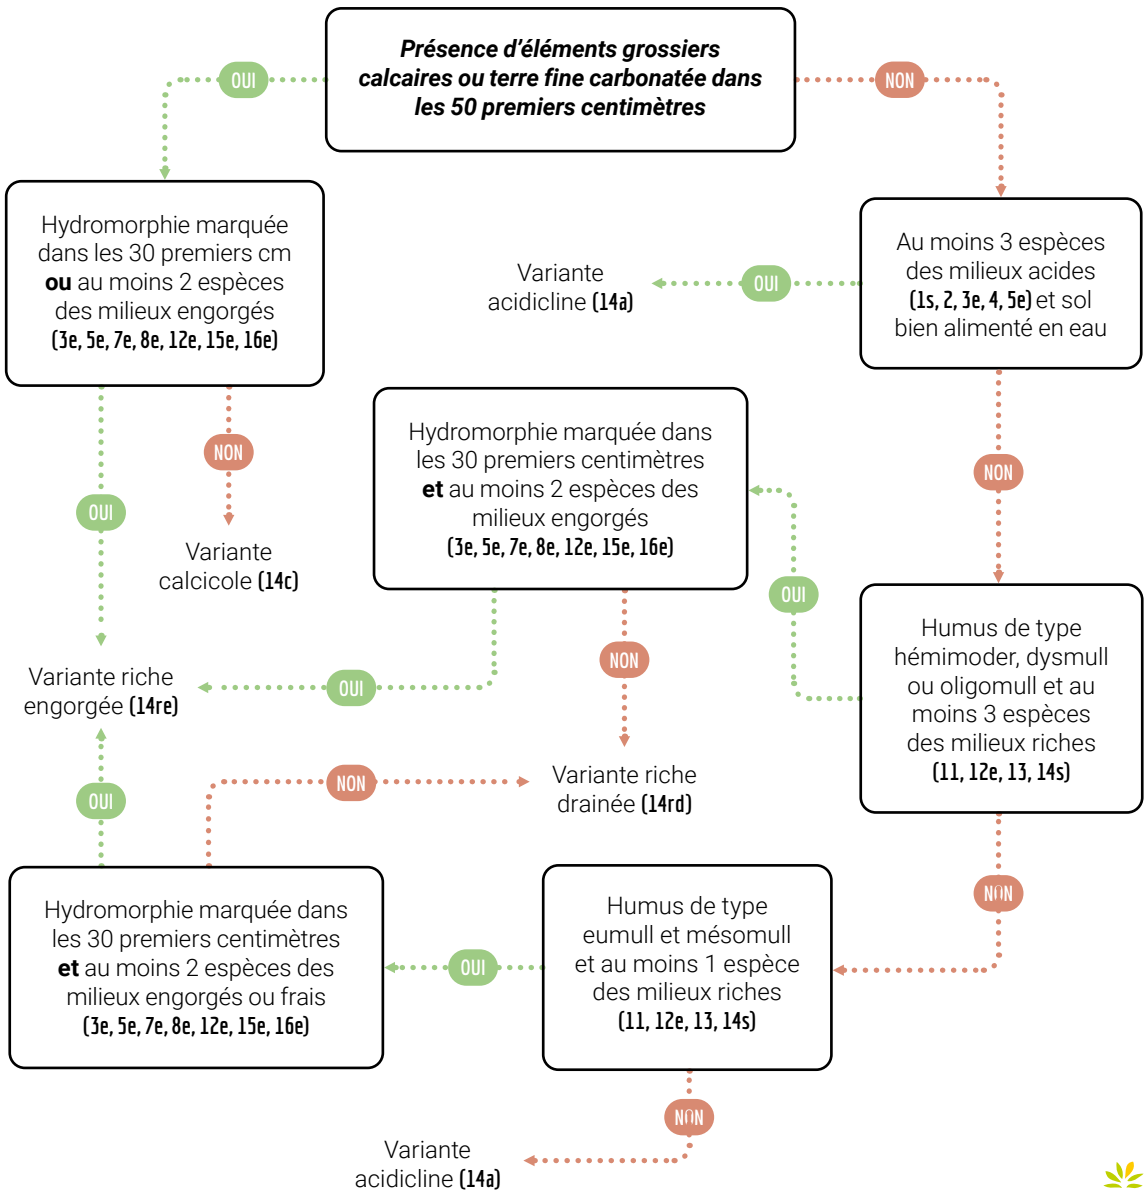 Présence d’éléments grossiers
calcaires ou terre fine carbonatée dans
les 50 premiers centimètres
OUI
NON
Hydromorphie marquée
dans les 30 premiers cm
ou au moins 2 espèces
des milieux engorgés
(3e, 5e, 7e, 8e, 12e, 15e, 16e)
Au moins 3 espèces
des milieux acides
(1s, 2, 3e, 4, 5e) et sol
bien alimenté en eau
OUI
Variante
acidicline (14a)
NON
OUI
NON
Variante
calcicole (14c)
Hydromorphie marquée dans
les 30 premiers centimètres
et au moins 2 espèces des
milieux engorgés
(3e, 5e, 7e, 8e, 12e, 15e, 16e)
OUI
Humus de type
hémimoder, dysmull
ou oligomull et au
moins 3 espèces
des milieux riches
(11, 12e, 13, 14s)
Variante riche
engorgée (14re)
OUI
NON
Variante riche
drainée (14rd)
OUI
NON
NON
Hydromorphie marquée dans
les 30 premiers centimètres
et au moins 2 espèces des
milieux engorgés ou frais
(3e, 5e, 7e, 8e, 12e, 15e, 16e)
OUI
Humus de type
eumull et mésomull
et au moins 1 espèce
des milieux riches
(11, 12e, 13, 14s)
NON
Variante
acidicline (14a)